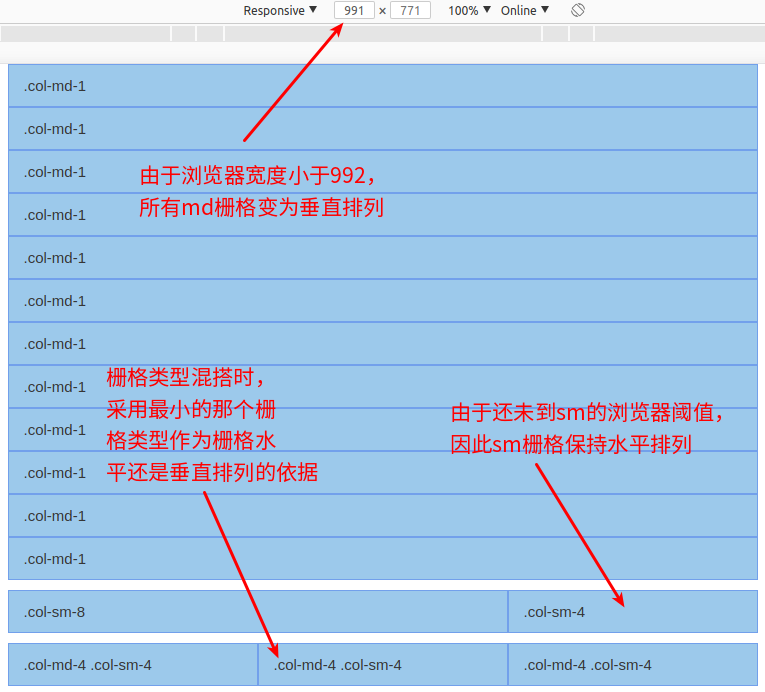 Responsive ▼ 991 × 771 100% ▼ Online ▼
.col-md-1
.col-md-1
.col-md-1
由于浏览器宽度小于992，
所有md栅格变为垂直排列
.col-md-1
.col-md-1
.col-md-1
.col-md-1
.col-md-1
.col-md-1
.col-md-1
栅格类型混搭时，
采用最小的那个栅
格类型作为栅格水
平还是垂直排列的依据
由于还未到sm的浏览器阈值，
因此sm栅格保持水平排列
.col-md-1
.col-md-1
.col-sm-8 .col-sm-4
.col-md-4 .col-sm-4 .col-md-4 .col-sm-4 .col-md-4 .col-sm-4